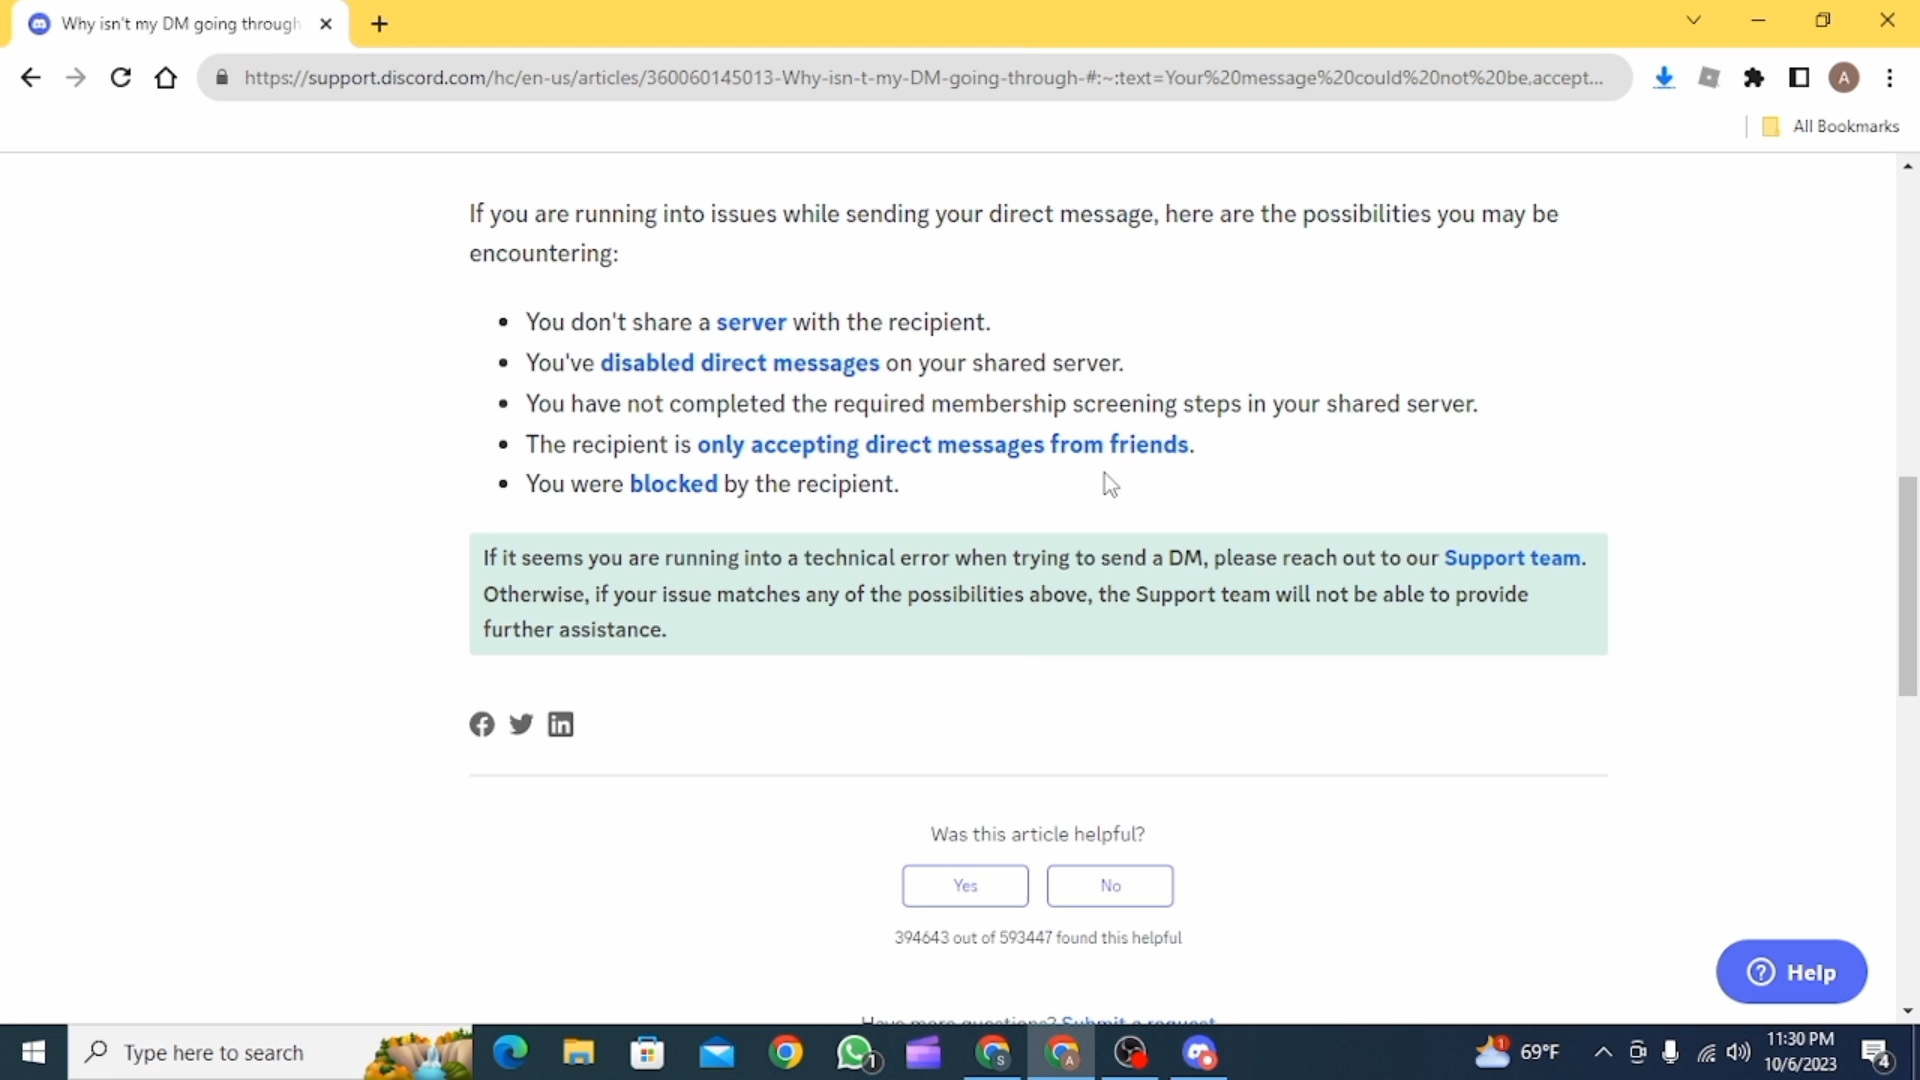 Why isn't my DM going through
https://support.discord.com/hc/en-us/articles/360060145013-Why-isn-t-my-DM-going-through-#:~:text=Your%20message%20could%20not%20be,accept...
A
All Bookmarks
If you are running into issues while sending your direct message, here are the possibilities you may be
encountering:
• You don't share a server with the recipient.
• You've disabled direct messages on your shared server.
• You have not completed the required membership screening steps in your shared server.
• The recipient is only accepting direct messages from friends.
• You were blocked by the recipient.
If it seems you are running into a technical error when trying to send a DM, please reach out to our Support team.
Otherwise, if your issue matches any of the possibilities above, the Support team will not be able to provide
further assistance.
Was this article helpful?
Yes No
394643 out of 593447 found this helpful
Help
Have more questions? Submit a request
Type here to search
1
S
A
1
69°F
11:30 PM
10/6/2023
4